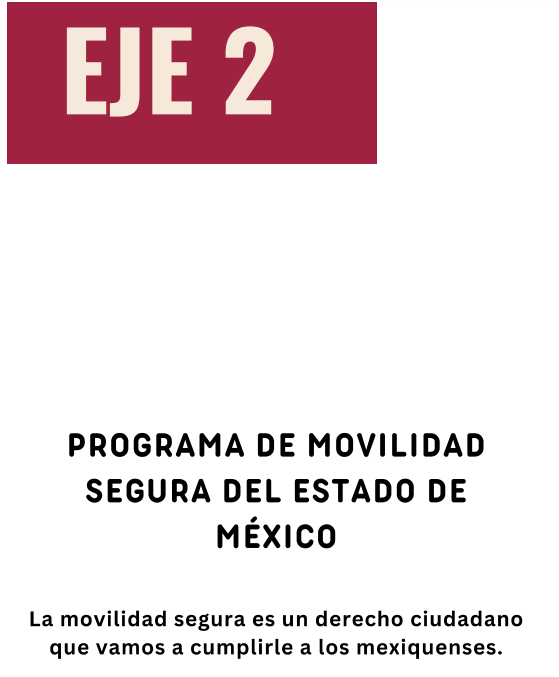 EJE 2
PROGRAMA DE MOVILIDAD
SEGURA DEL ESTADO DE
MÉXICO
La movilidad segura es un derecho ciudadano
que vamos a cumplirle a los mexiquenses.